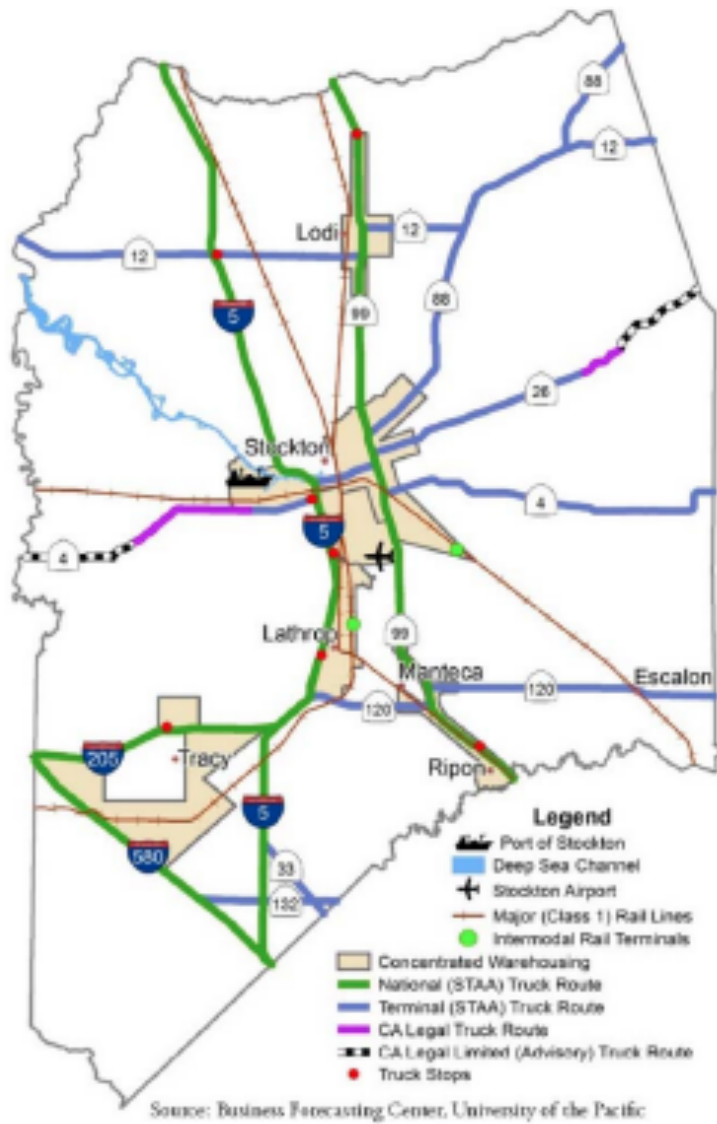 88
12
Lodi
12
12
5
99
88
26
Stockton
4
5
4
Lathrop
99
Manteca
Escalon
120
120
205
Tracy
Ripon
5
580
33
132
Legend
Port of Stockton
Deep Sea Channel
Stockton Airport
Major (Class 1) Rail Lines
Intermodal Rail Terminals
Concentrated Warehousing
National (STAA) Truck Route
Terminal (STAA) Truck Route
CA Legal Truck Route
CA Legal Limited (Advisory) Truck Route
Truck Stops
Source: Business Forecasting Center, University of the Pacific